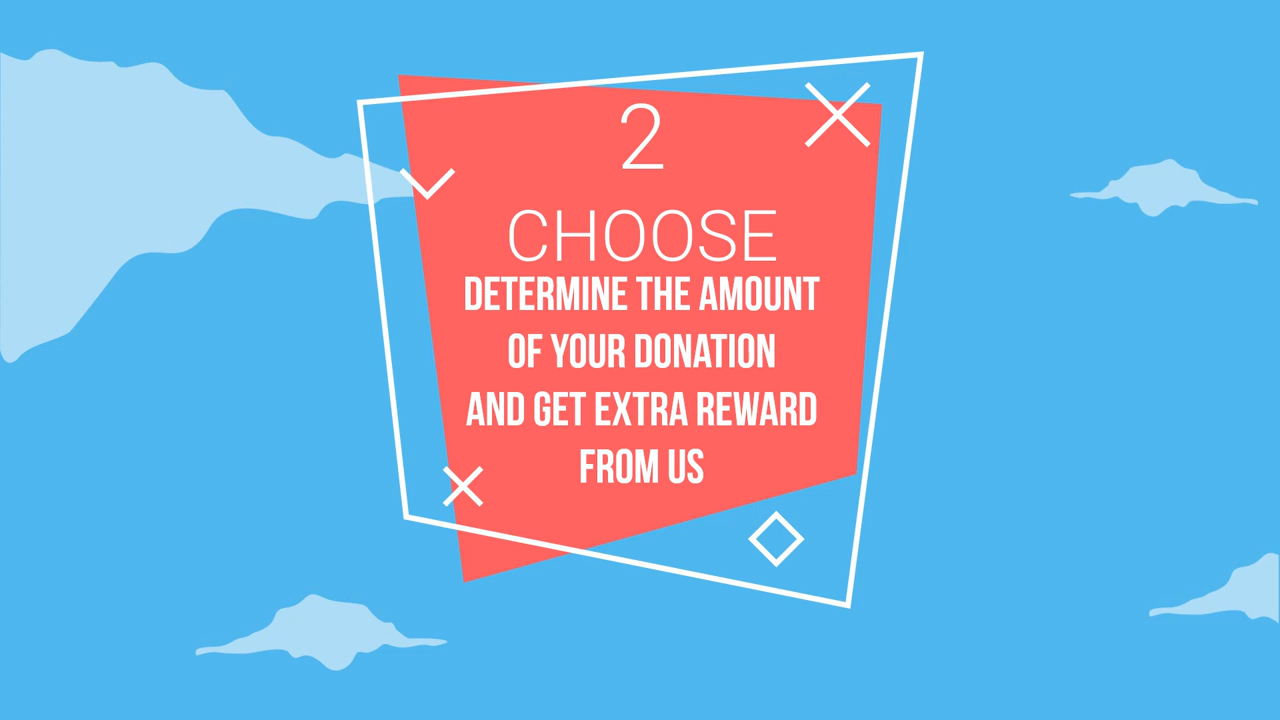 2
CHOOSE
DETERMINE THE AMOUNT
OF YOUR DONATION
AND GET EXTRA REWARD
FROM US